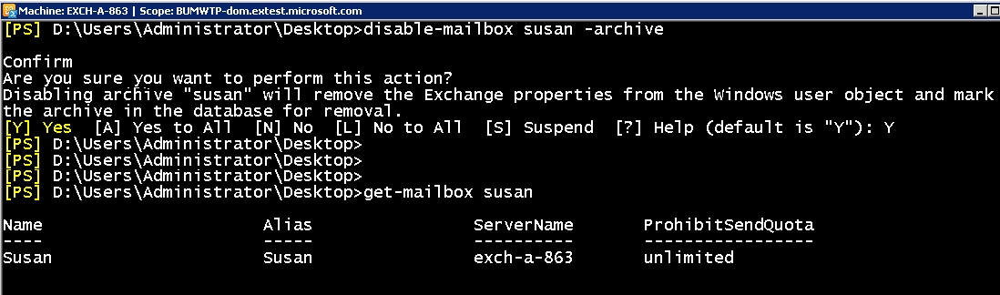 Machine: EXCH-A-863 | Scope: BUMWTP-dom.extest.microsoft.com
[PS] D:\Users\Administrator\Desktop>disable-mailbox susan -archive
Confirm
Are you sure you want to perform this action?
Disabling archive "susan" will remove the Exchange properties from the Windows user object and mark
the archive in the database for removal.
[Y] Yes  [A] Yes to All  [N] No  [L] No to All  [S] Suspend  [?] Help (default is "Y"): Y
[PS] D:\Users\Administrator\Desktop>
[PS] D:\Users\Administrator\Desktop>
[PS] D:\Users\Administrator\Desktop>
[PS] D:\Users\Administrator\Desktop>get-mailbox susan
Name                      Alias                ServerName       ProhibitSendQuota
----                      -----                ----------       -----------------
Susan                     Susan                exch-a-863       unlimited